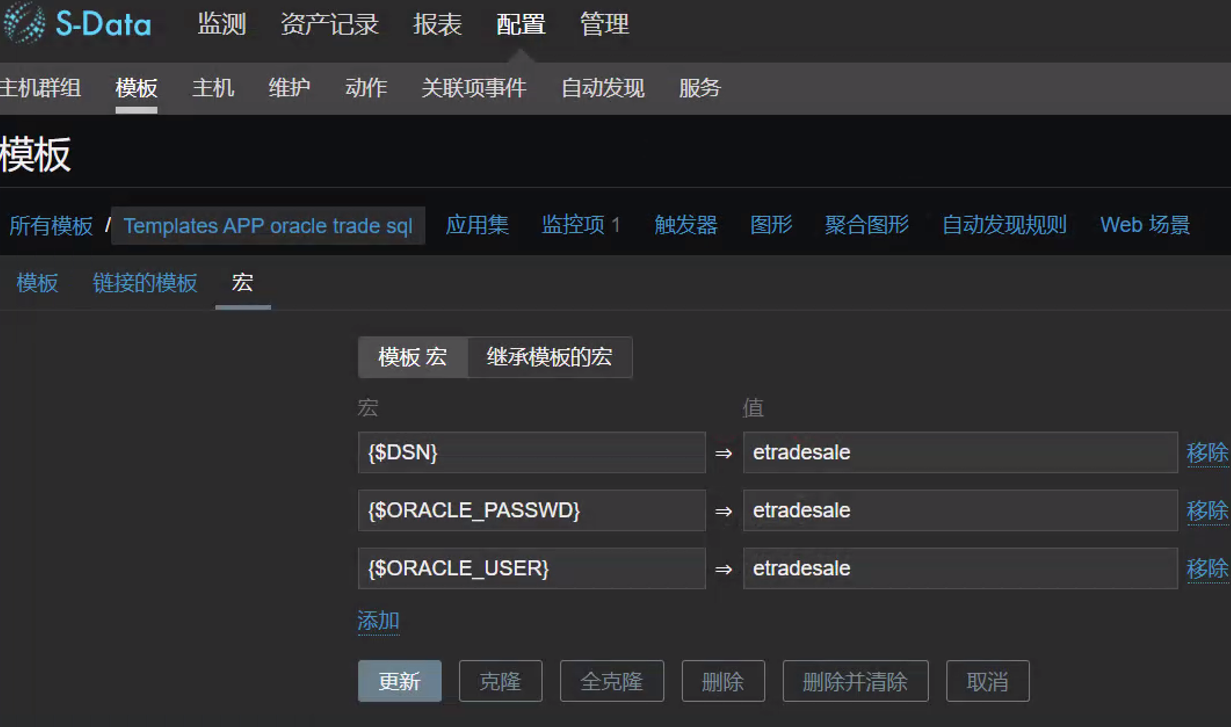 S-Data 监测 资产记录 报表 配置 管理
主机群组 模板 主机 维护 动作 关联项事件 自动发现 服务
模板
所有模板 / Templates APP oracle trade sql 应用集 监控项 1 触发器 图形 聚合图形 自动发现规则 Web 场景
模板 链接的模板 宏
模板 宏 继承模板的宏
宏 值
{$DSN} ⇒ etradesale 移除
{$ORACLE_PASSWD} ⇒ etradesale 移除
{$ORACLE_USER} ⇒ etradesale 移除
添加
更新 克隆 全克隆 删除 删除并清除 取消